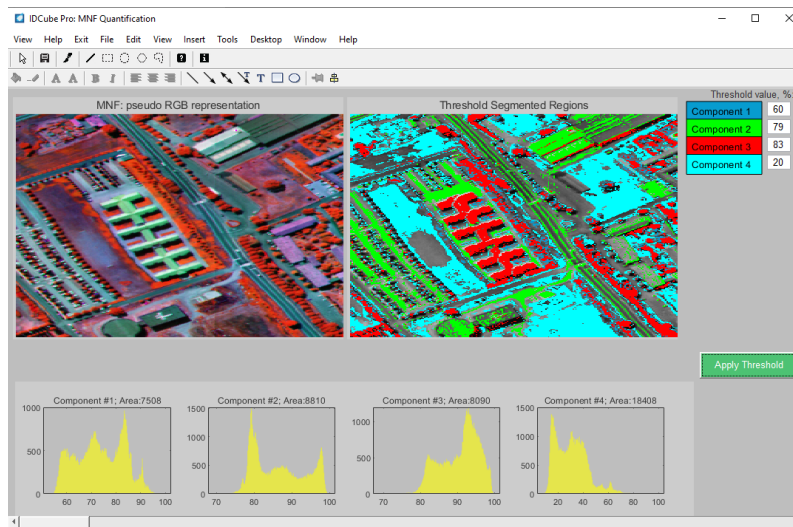 IDCube Pro: MNF Quantification
View Help Exit File Edit View Insert Tools Desktop Window Help
A A B I T
Threshold value, %
MNF: pseudo RGB representation
Threshold Segmented Regions
Component 1 60
Component 2 79
Component 3 83
Component 4 20
Apply Threshold
Component #1; Area:7508
1000
500
0
60 70 80 90 100
Component #2; Area:8810
1500
1000
500
0
70 80 90 100
Component #3; Area:8090
1000
500
0
70 80 90 100
Component #4; Area:18408
1500
1000
500
0
20 40 60 80 100